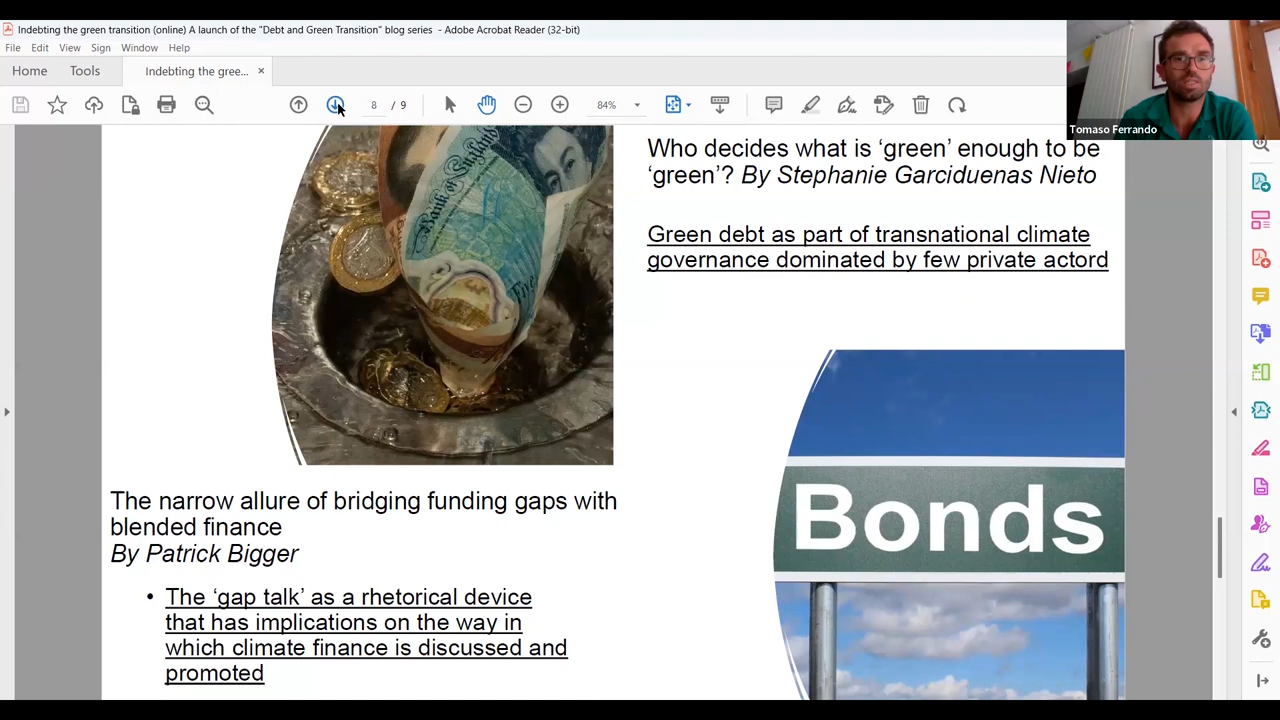 Indebting the green transition (online) A launch of the "Debt and Green Transition" blog series - Adobe Acrobat Reader (32-bit)
File Edit View Sign Window Help
Home Tools Indebting the gree... ×
8 / 9 84%
Tomaso Ferrando
Who decides what is ‘green’ enough to be
‘green’? By Stephanie Garciduenas Nieto
Green debt as part of transnational climate
governance dominated by few private actord
Bank of England
Bonds
The narrow allure of bridging funding gaps with
blended finance
By Patrick Bigger
• The ‘gap talk’ as a rhetorical device
that has implications on the way in
which climate finance is discussed and
promoted